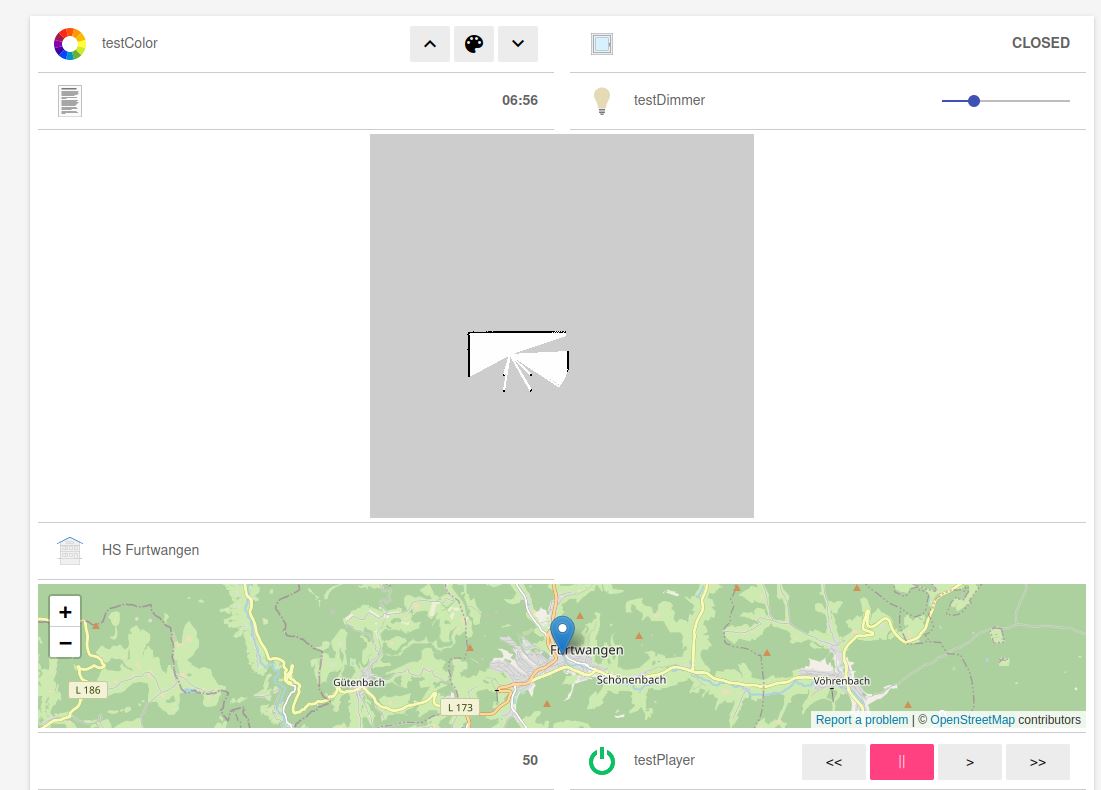 testColor
CLOSED
06:56
testDimmer
HS Furtwangen
+
−
Furtwangen
Gütenbach
Schönenbach
Vöhrenbach
L 186
L 173
Report a problem | © OpenStreetMap contributors
50
testPlayer
<< || > >>